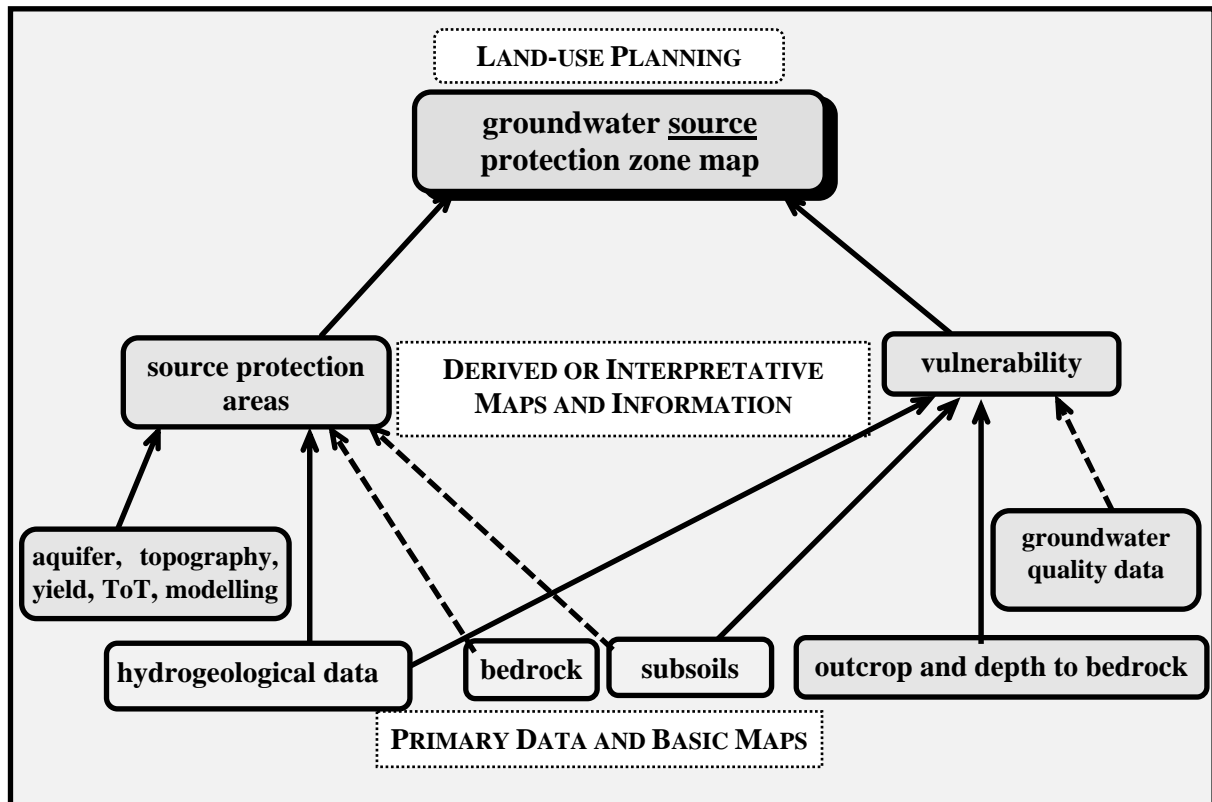 LAND-USE PLANNING
groundwater source
protection zone map
source protection
areas
DERIVED OR INTERPRETATIVE
MAPS AND INFORMATION
vulnerability
aquifer, topography,
yield, ToT, modelling
groundwater
quality data
hydrogeological data
bedrock
subsoils
outcrop and depth to bedrock
PRIMARY DATA AND BASIC MAPS